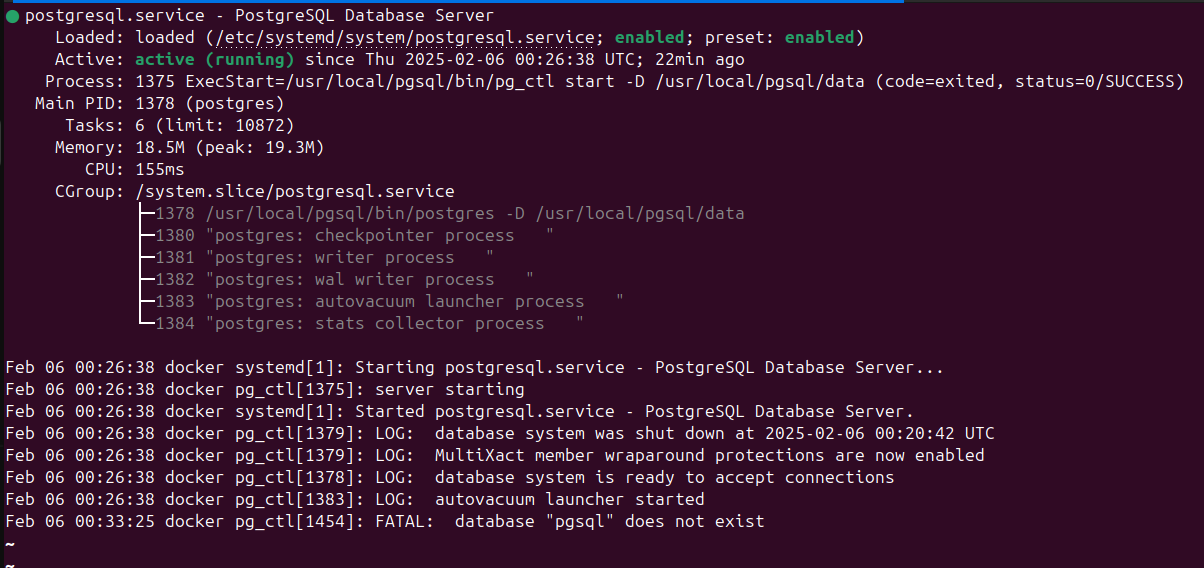 ● postgresql.service - PostgreSQL Database Server
     Loaded: loaded (/etc/systemd/system/postgresql.service; enabled; preset: enabled)
     Active: active (running) since Thu 2025-02-06 00:26:38 UTC; 22min ago
    Process: 1375 ExecStart=/usr/local/pgsql/bin/pg_ctl start -D /usr/local/pgsql/data (code=exited, status=0/SUCCESS)
   Main PID: 1378 (postgres)
      Tasks: 6 (limit: 10872)
     Memory: 18.5M (peak: 19.3M)
        CPU: 155ms
     CGroup: /system.slice/postgresql.service
             ├─1378 /usr/local/pgsql/bin/postgres -D /usr/local/pgsql/data
             ├─1380 "postgres: checkpointer process   "
             ├─1381 "postgres: writer process   "
             ├─1382 "postgres: wal writer process   "
             ├─1383 "postgres: autovacuum launcher process   "
             └─1384 "postgres: stats collector process   "

Feb 06 00:26:38 docker systemd[1]: Starting postgresql.service - PostgreSQL Database Server...
Feb 06 00:26:38 docker pg_ctl[1375]: server starting
Feb 06 00:26:38 docker systemd[1]: Started postgresql.service - PostgreSQL Database Server.
Feb 06 00:26:38 docker pg_ctl[1379]: LOG:  database system was shut down at 2025-02-06 00:20:42 UTC
Feb 06 00:26:38 docker pg_ctl[1379]: LOG:  MultiXact member wraparound protections are now enabled
Feb 06 00:26:38 docker pg_ctl[1378]: LOG:  database system is ready to accept connections
Feb 06 00:26:38 docker pg_ctl[1383]: LOG:  autovacuum launcher started
Feb 06 00:33:25 docker pg_ctl[1454]: FATAL:  database "pgsql" does not exist
~
~